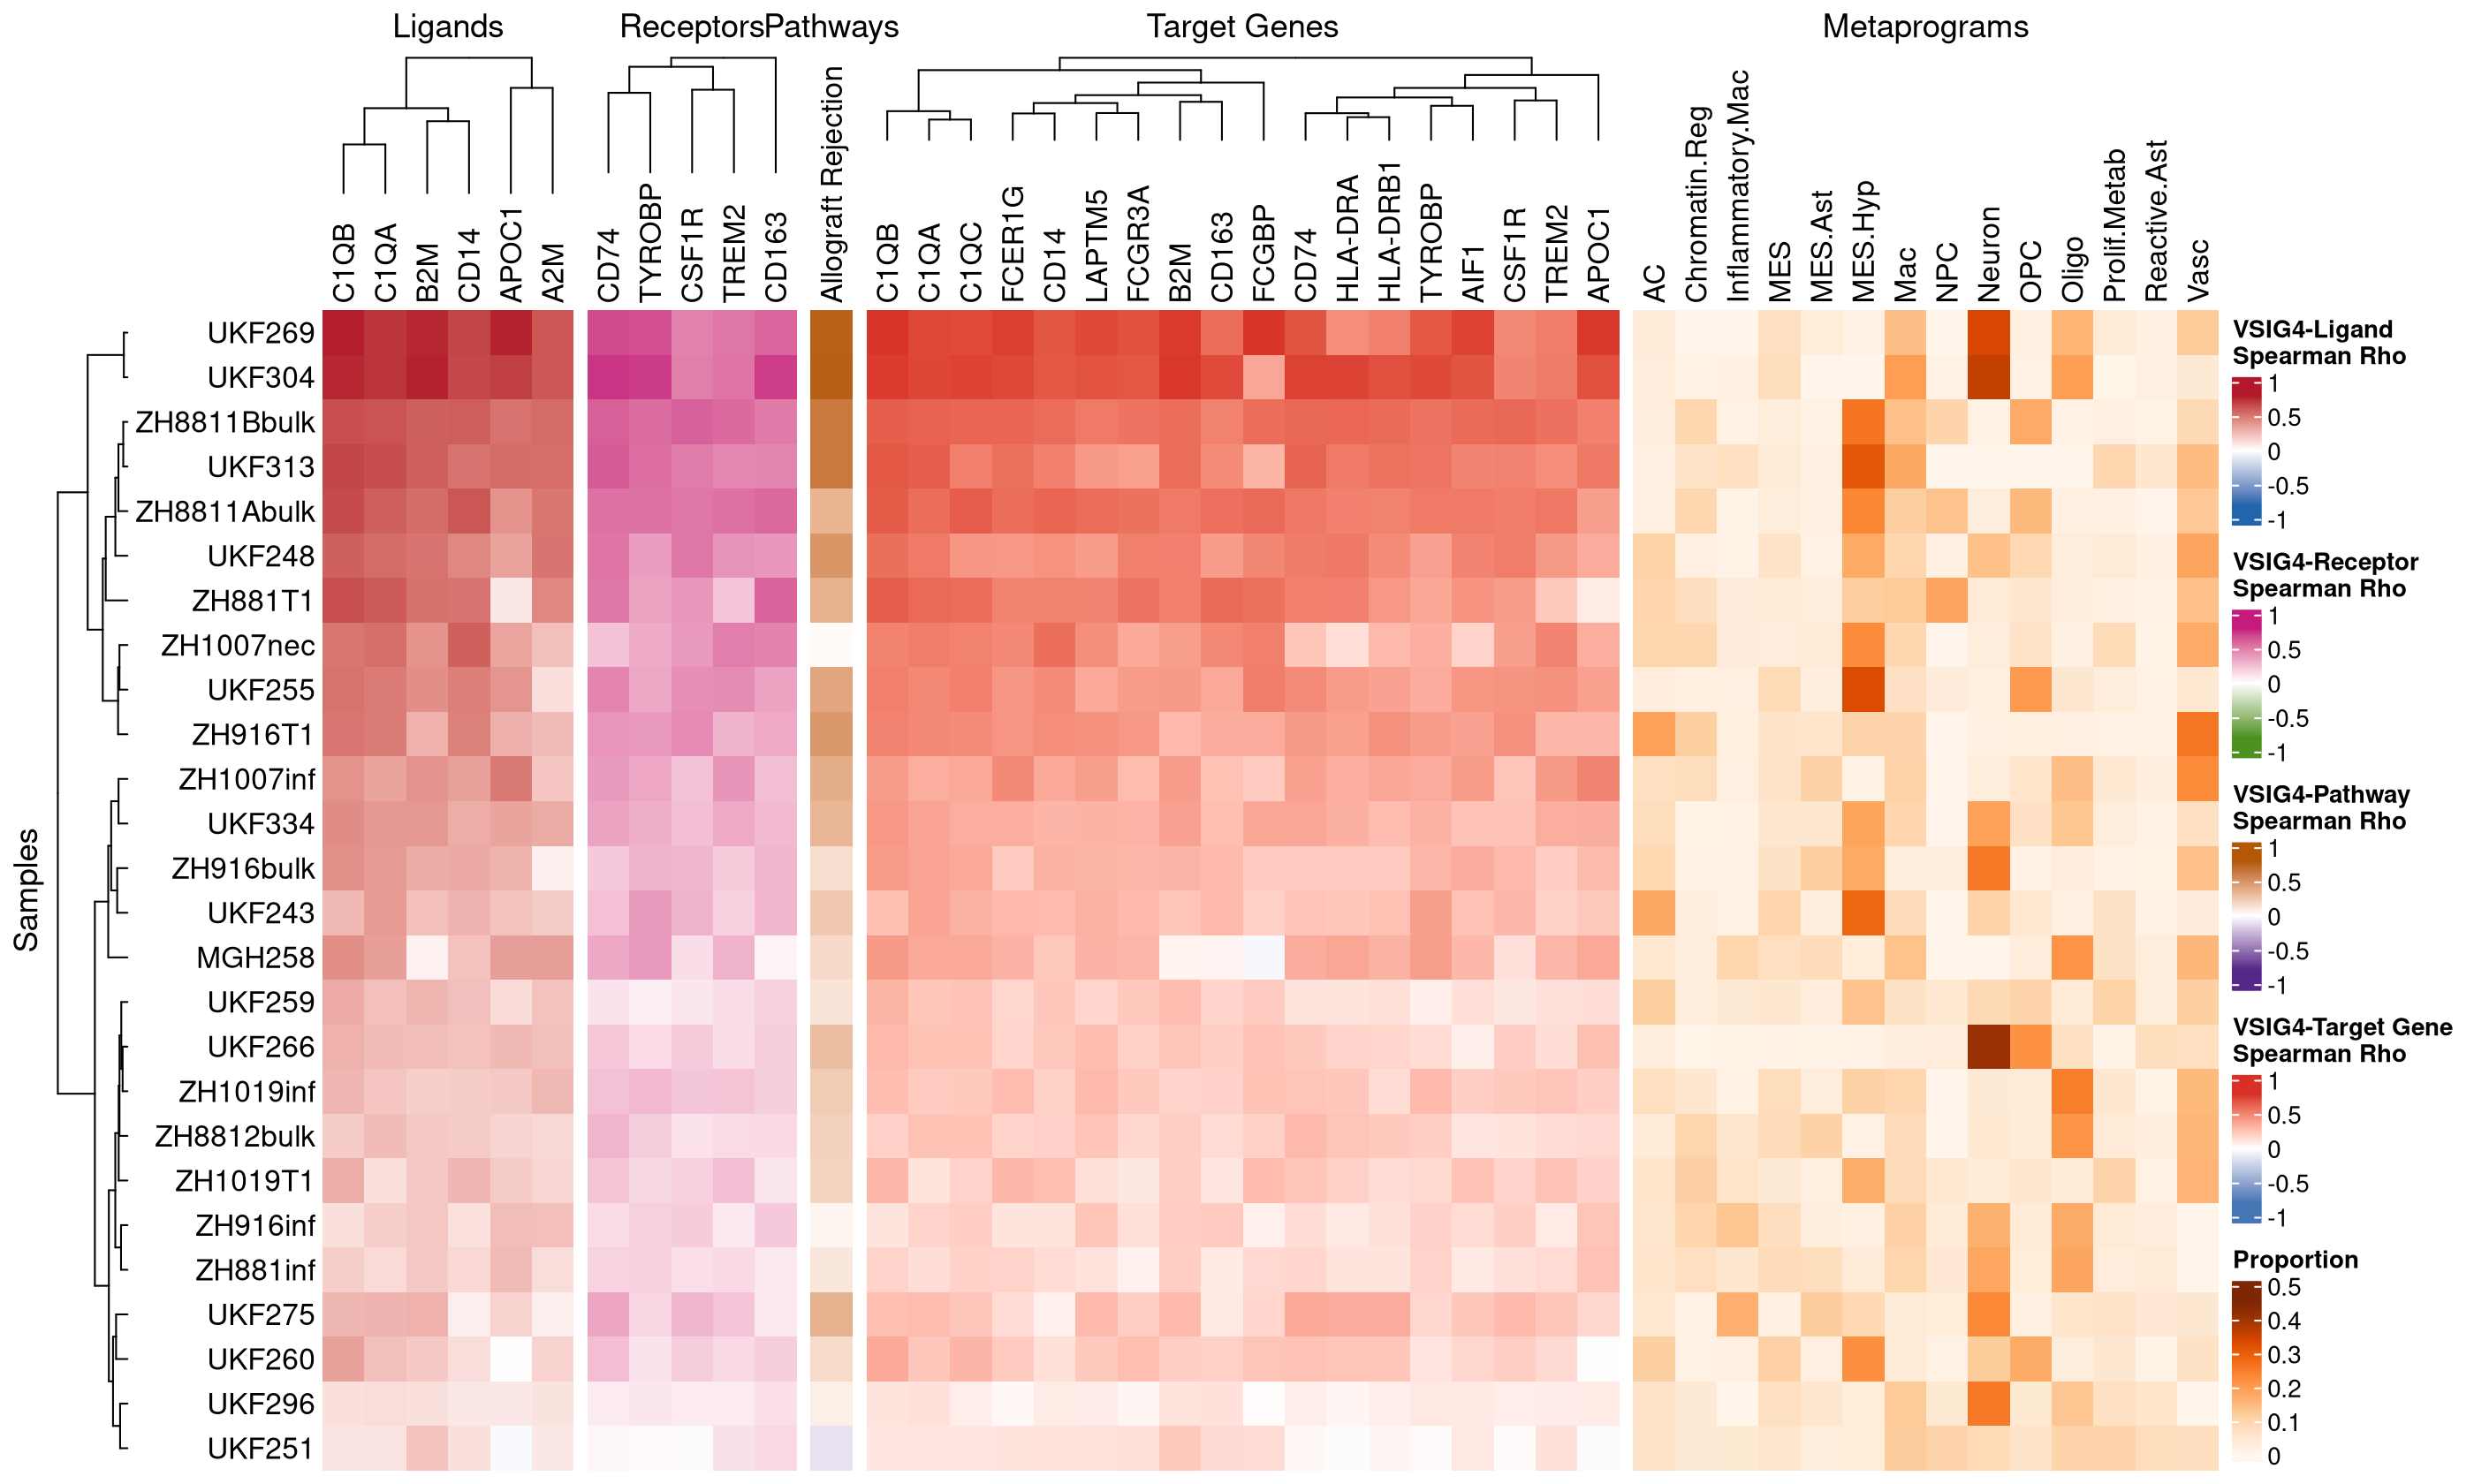 Ligands
Receptors
Pathways
Target Genes
Metaprograms
C1QB
C1QA
B2M
CD14
APOC1
A2M
CD74
TYROBP
CSF1R
TREM2
CD163
Allograft Rejection
C1QB
C1QA
C1QC
FCER1G
CD14
LAPTM5
FCGR3A
B2M
CD163
FCGBP
CD74
HLA-DRA
HLA-DRB1
TYROBP
AIF1
CSF1R
TREM2
APOC1
AC
Chromatin.Reg
Inflammatory.Mac
MES
MES.Ast
MES.Hyp
Mac
NPC
Neuron
OPC
Oligo
Prolif.Metab
Reactive.Ast
Vasc
Samples
UKF269
UKF304
ZH8811Bbulk
UKF313
ZH8811Abulk
UKF248
ZH881T1
ZH1007nec
UKF255
ZH916T1
ZH1007inf
UKF334
ZH916bulk
UKF243
MGH258
UKF259
UKF266
ZH1019inf
ZH8812bulk
ZH1019T1
ZH916inf
ZH881inf
UKF275
UKF260
UKF296
UKF251
VSIG4-Ligand
Spearman Rho
1
0.5
0
-0.5
-1
VSIG4-Receptor
Spearman Rho
1
0.5
0
-0.5
-1
VSIG4-Pathway
Spearman Rho
1
0.5
0
-0.5
-1
VSIG4-Target Gene
Spearman Rho
1
0.5
0
-0.5
-1
Proportion
0.5
0.4
0.3
0.2
0.1
0